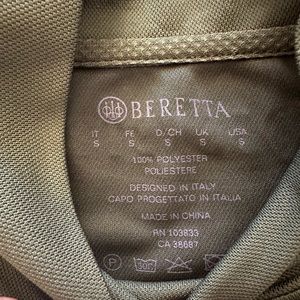 BERETTA
IT FE D/CH UK USA
S S S S S
100% POLYESTER
POLIESTERE
DESIGNED IN ITALY
CAPO PROGETTATO IN ITALIA
MADE IN CHINA
RN 103833
CA 38687